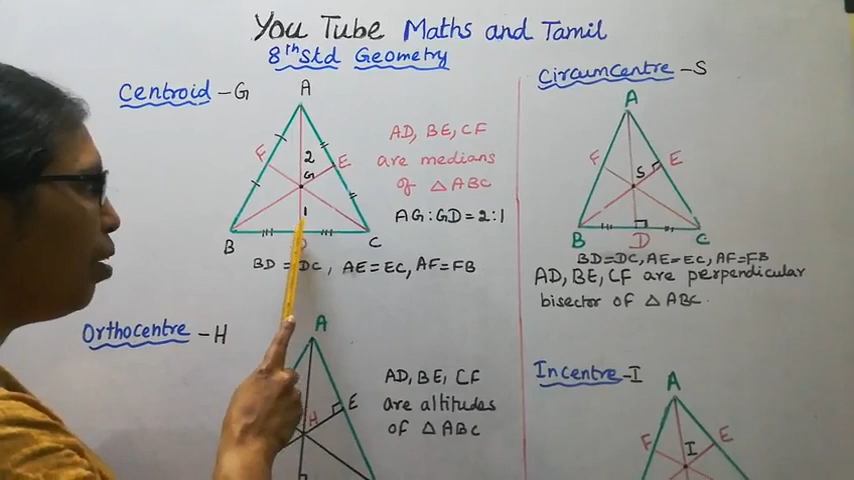 You Tube Maths and Tamil
8th Std Geometry
Centroid - G
A
F
2
E
G
1
B
D
C
AD, BE, CF
are medians
of △ABC
AG : GD = 2:1
BD = DC, AE = EC, AF = FB
Circumcentre - S
A
F
S
E
B
D
C
BD = DC, AE = EC, AF = FB
AD, BE, CF are perpendicular
bisector of △ABC.
Orthocentre - H
A
E
H
AD, BE, CF
are altitudes
of △ABC
Incentre - I
A
F
E
I